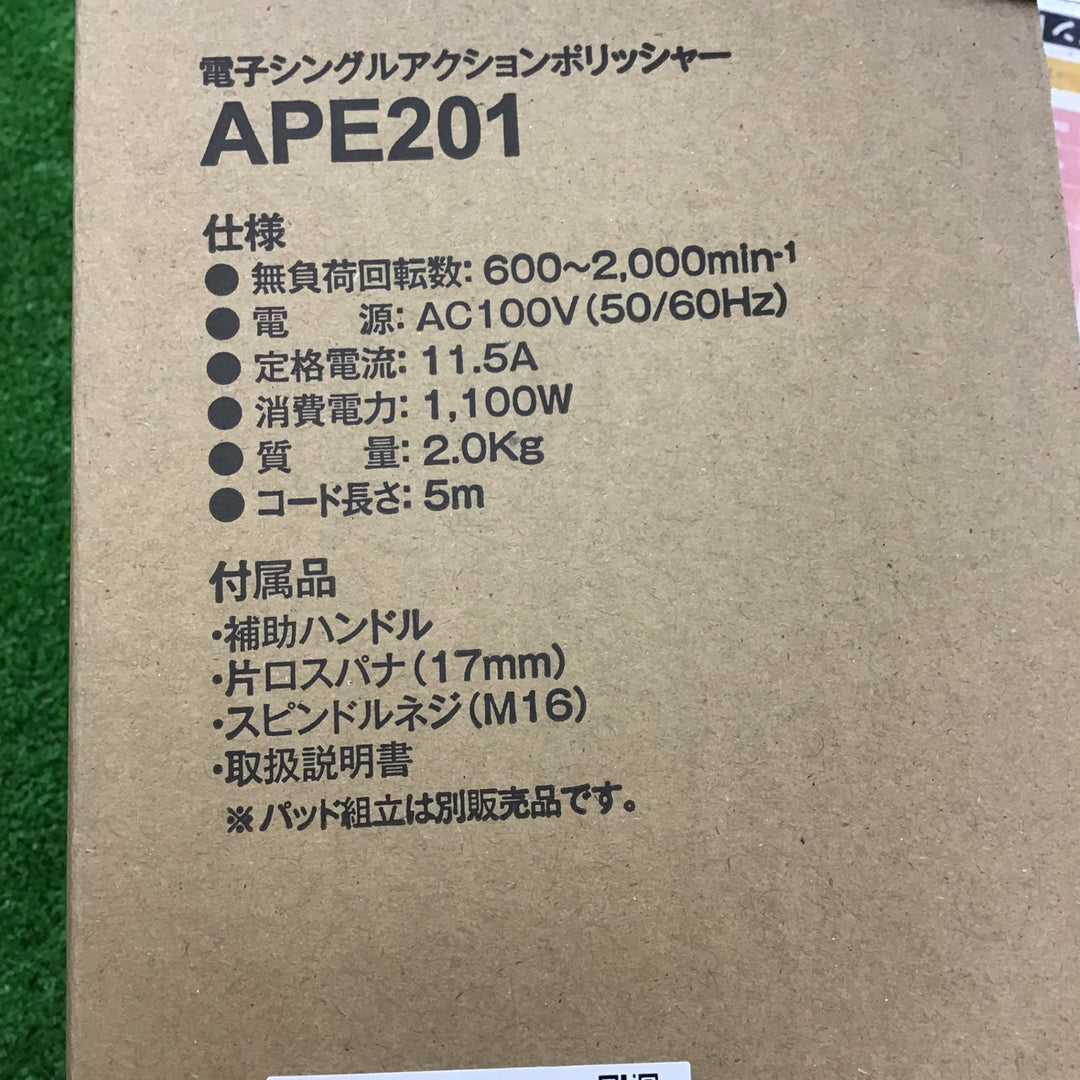 電子シングルアクションポリッシャー
APE201
仕様
● 無負荷回転数: 600～2,000min-1
● 電　　源: AC100V(50/60Hz)
● 定格電流: 11.5A
● 消費電力: 1,100W
● 質　　量: 2.0Kg
● コード長さ: 5m
付属品
・補助ハンドル
・片口スパナ(17mm)
・スピンドルネジ(M16)
・取扱説明書
※パッド組立は別販売品です。